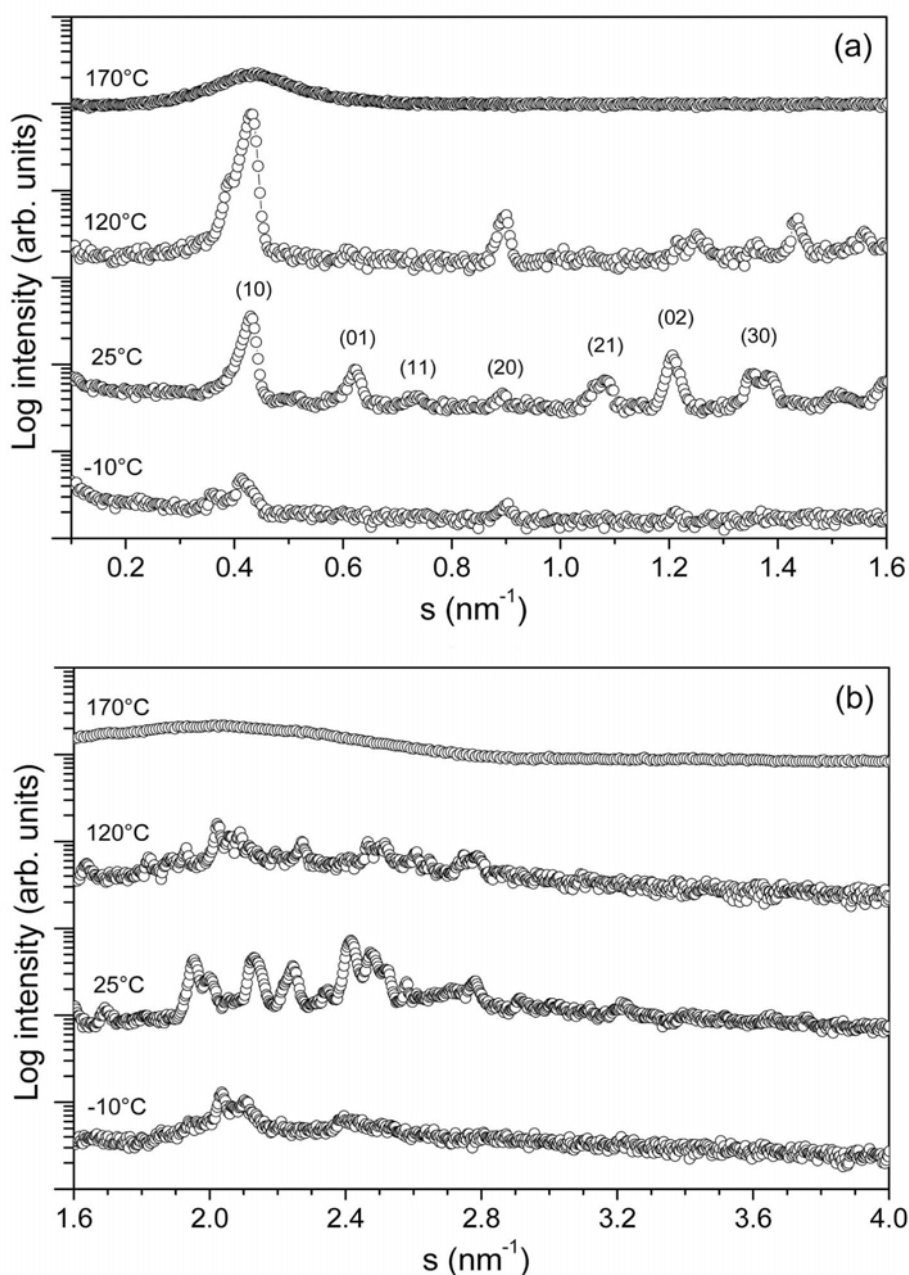 (a)
170°C
120°C
(10)
(01)
(11)
(20)
(21)
(02)
(30)
25°C
-10°C
Log intensity (arb. units)
0.2 0.4 0.6 0.8 1.0 1.2 1.4 1.6
s (nm-1)
(b)
170°C
120°C
25°C
-10°C
Log intensity (arb. units)
1.6 2.0 2.4 2.8 3.2 3.6 4.0
s (nm-1)